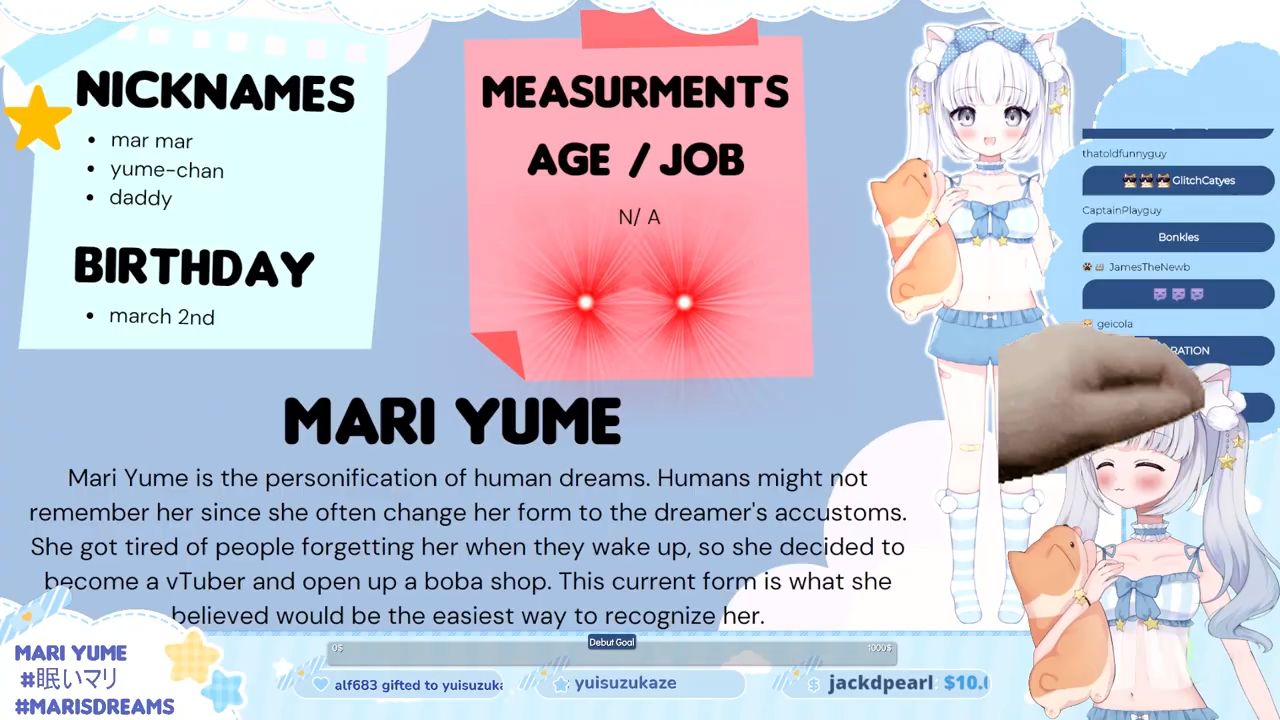 NICKNAMES
mar mar
yume-chan
daddy
BIRTHDAY
march 2nd
MEASURMENTS
AGE / JOB
N/ A
MARI YUME
Mari Yume is the personification of human dreams. Humans might not
remember her since she often change her form to the dreamer's accustoms.
She got tired of people forgetting her when they wake up, so she decided to
become a vTuber and open up a boba shop. This current form is what she
believed would be the easiest way to recognize her.
thatoldfunnyguy
GlitchCatyes
CaptainPlayguy
Bonkles
JamesTheNewb
geicola
RATION
MARI YUME
#眠いマリ
#MARISDREAMS
Debut Goal
0$
1000$
alf683 gifted to yuisuzuka
yuisuzukaze
jackdpearl $10.0